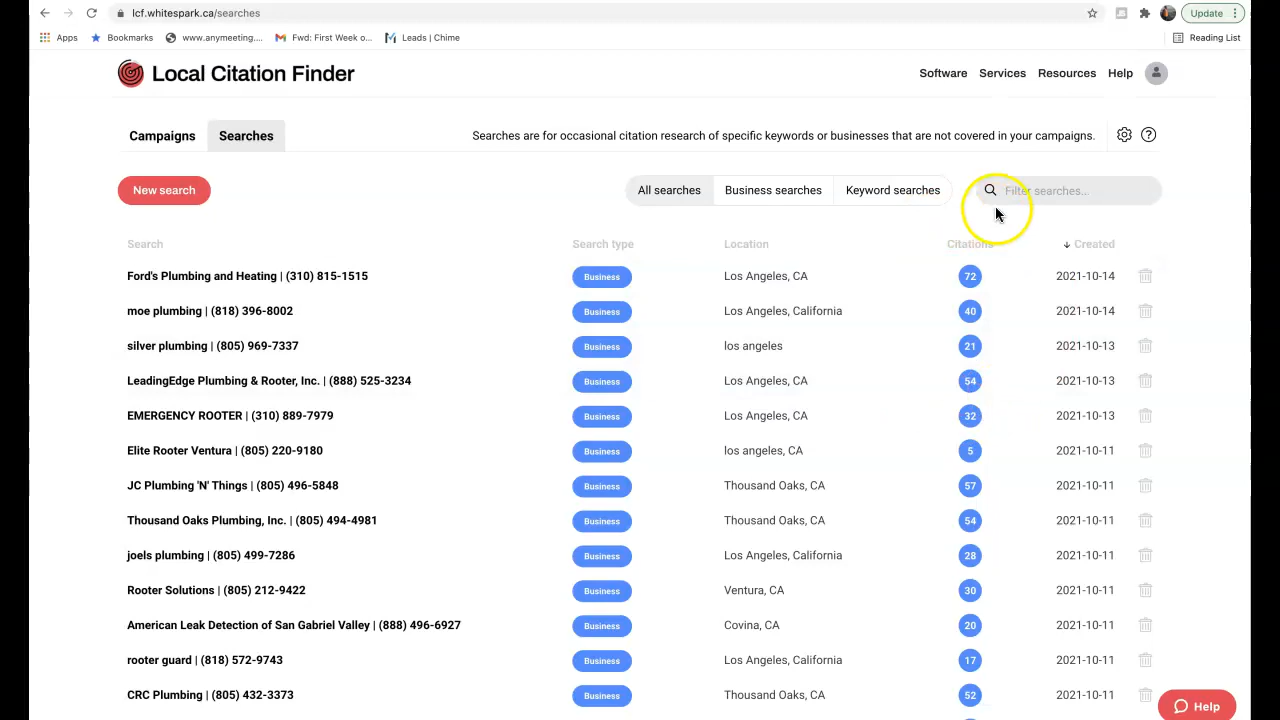 lcf.whitespark.ca/searches
Update
Apps Bookmarks www.anymeeting.... Fwd: First Week o... Leads | Chime Reading List
Local Citation Finder Software Services Resources Help
Campaigns Searches Searches are for occasional citation research of specific keywords or businesses that are not covered in your campaigns.
New search All searches Business searches Keyword searches Filter searches...
Search Search type Location Citations Created
Ford's Plumbing and Heating | (310) 815-1515 Business Los Angeles, CA 72 2021-10-14
moe plumbing | (818) 396-8002 Business Los Angeles, California 40 2021-10-14
silver plumbing | (805) 969-7337 Business los angeles 21 2021-10-13
LeadingEdge Plumbing & Rooter, Inc. | (888) 525-3234 Business Los Angeles, CA 54 2021-10-13
EMERGENCY ROOTER | (310) 889-7979 Business Los Angeles, CA 32 2021-10-13
Elite Rooter Ventura | (805) 220-9180 Business los angeles, CA 5 2021-10-11
JC Plumbing 'N' Things | (805) 496-5848 Business Thousand Oaks, CA 57 2021-10-11
Thousand Oaks Plumbing, Inc. | (805) 494-4981 Business Thousand Oaks, CA 54 2021-10-11
joels plumbing | (805) 499-7286 Business Los Angeles, California 28 2021-10-11
Rooter Solutions | (805) 212-9422 Business Ventura, CA 30 2021-10-11
American Leak Detection of San Gabriel Valley | (888) 496-6927 Business Covina, CA 20 2021-10-11
rooter guard | (818) 572-9743 Business Los Angeles, California 17 2021-10-11
CRC Plumbing | (805) 432-3373 Business Thousand Oaks, CA 52 2021-10-11
Help